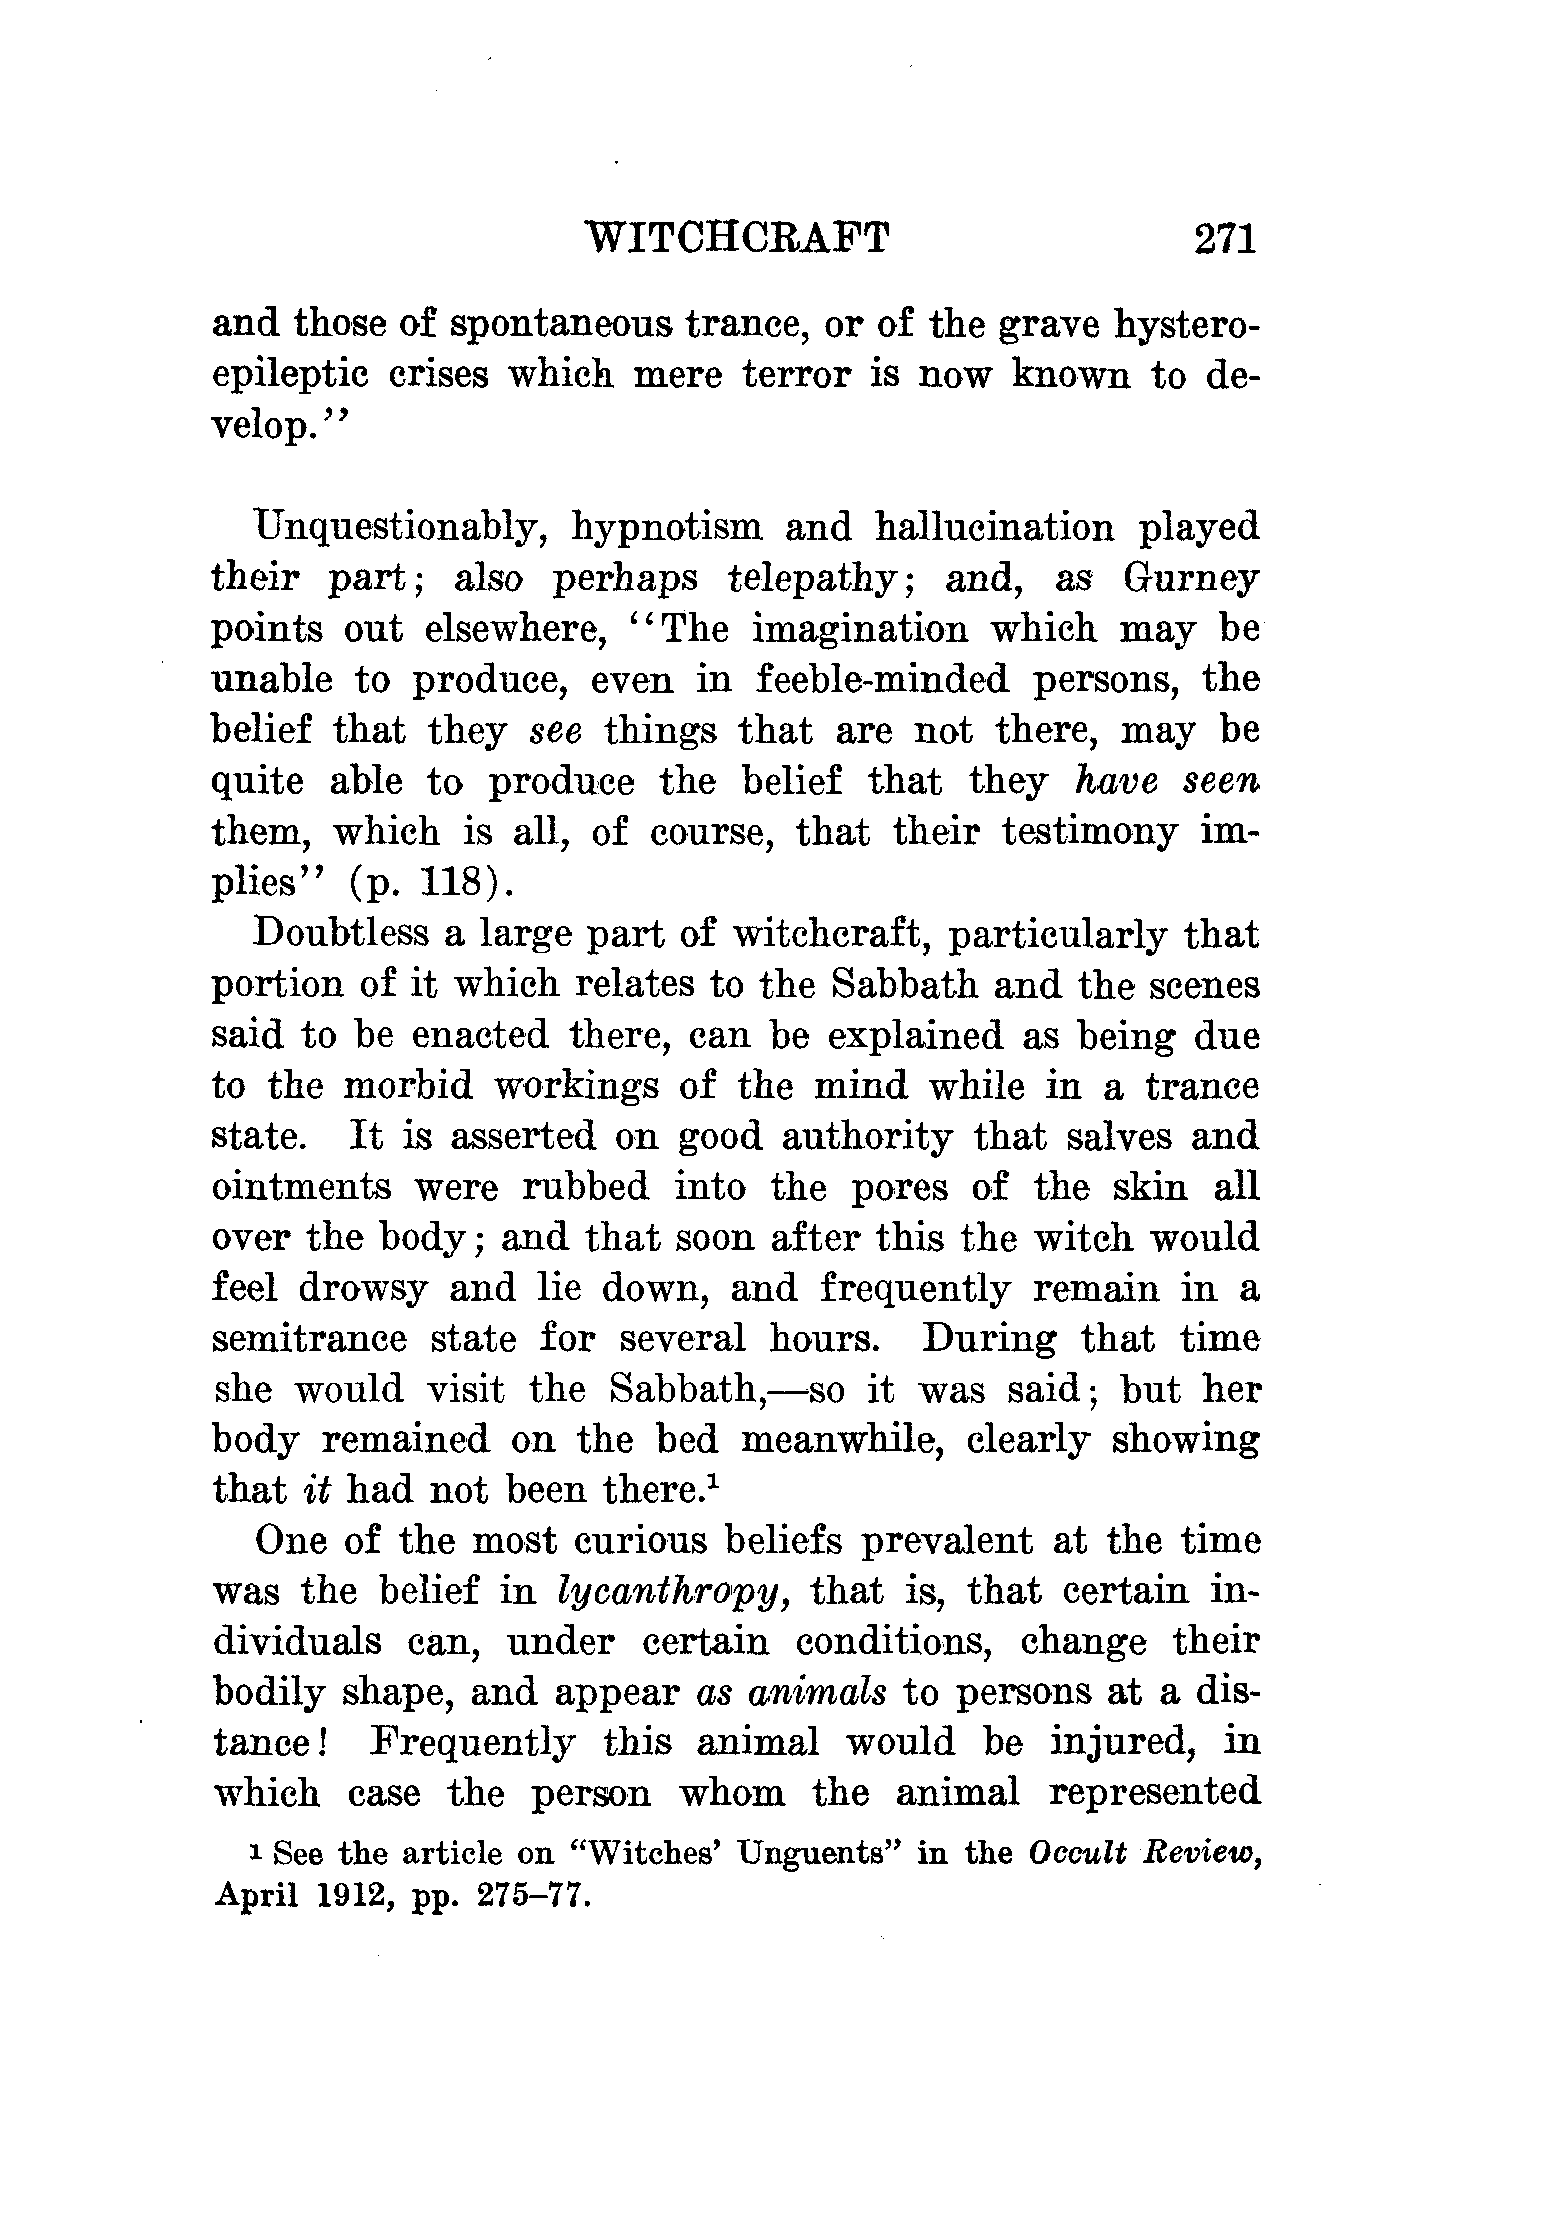 WITCHCRAFT 271
and those of spontaneous trance, or of the grave hystero-
epileptic crises which mere terror is now known to de-
velop.''
Unquestionably, hypnotism and hallucination played
their part; also perhaps telepathy; and, as Gurney
points out elsewhere, ''The imagination which may be
unable to produce, even in feeble-minded persons, the
belief that they see things that are not there, may be
quite able to produce the belief that they have seen
them, which is all, of course, that their testimony im-
plies'' (p. 118).
Doubtless a large part of witchcraft, particularly that
portion of it which relates to the Sabbath and the scenes
said to be enacted there, can be explained as being due
to the morbid workings of the mind while in a trance
state. It is asserted on good authority that salves and
ointments were rubbed into the pores of the skin all
over the body; and that soon after this the witch would
feel drowsy and lie down, and frequently remain in a
semitrance state for several hours. During that time
she would visit the Sabbath,—so it was said; but her
body remained on the bed meanwhile, clearly showing
that it had not been there.¹
One of the most curious beliefs prevalent at the time
was the belief in lycanthropy, that is, that certain in-
dividuals can, under certain conditions, change their
bodily shape, and appear as animals to persons at a dis-
tance! Frequently this animal would be injured, in
which case the person whom the animal represented
¹ See the article on "Witches' Unguents" in the Occult Review,
April 1912, pp. 275–77.